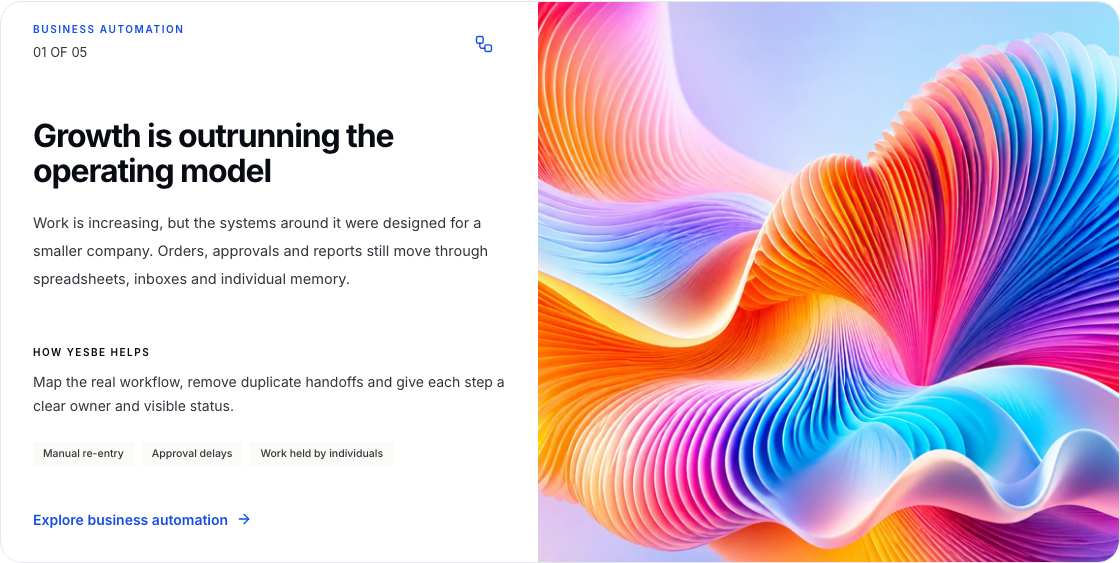 BUSINESS AUTOMATION
01 OF 05
Growth is outrunning the
operating model
Work is increasing, but the systems around it were designed for a
smaller company. Orders, approvals and reports still move through
spreadsheets, inboxes and individual memory.
HOW YESBE HELPS
Map the real workflow, remove duplicate handoffs and give each step a
clear owner and visible status.
Manual re-entry Approval delays Work held by individuals
Explore business automation →